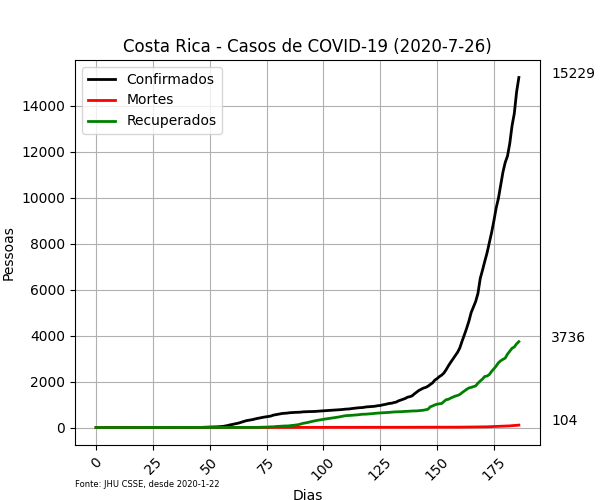 Costa Rica - Casos de COVID-19 (2020-7-26)
Confirmados
Mortes
Recuperados
15229
3736
104
Pessoas
14000
12000
10000
8000
6000
4000
2000
0
0
25
50
75
100
125
150
175
Fonte: JHU CSSE, desde 2020-1-22
Dias